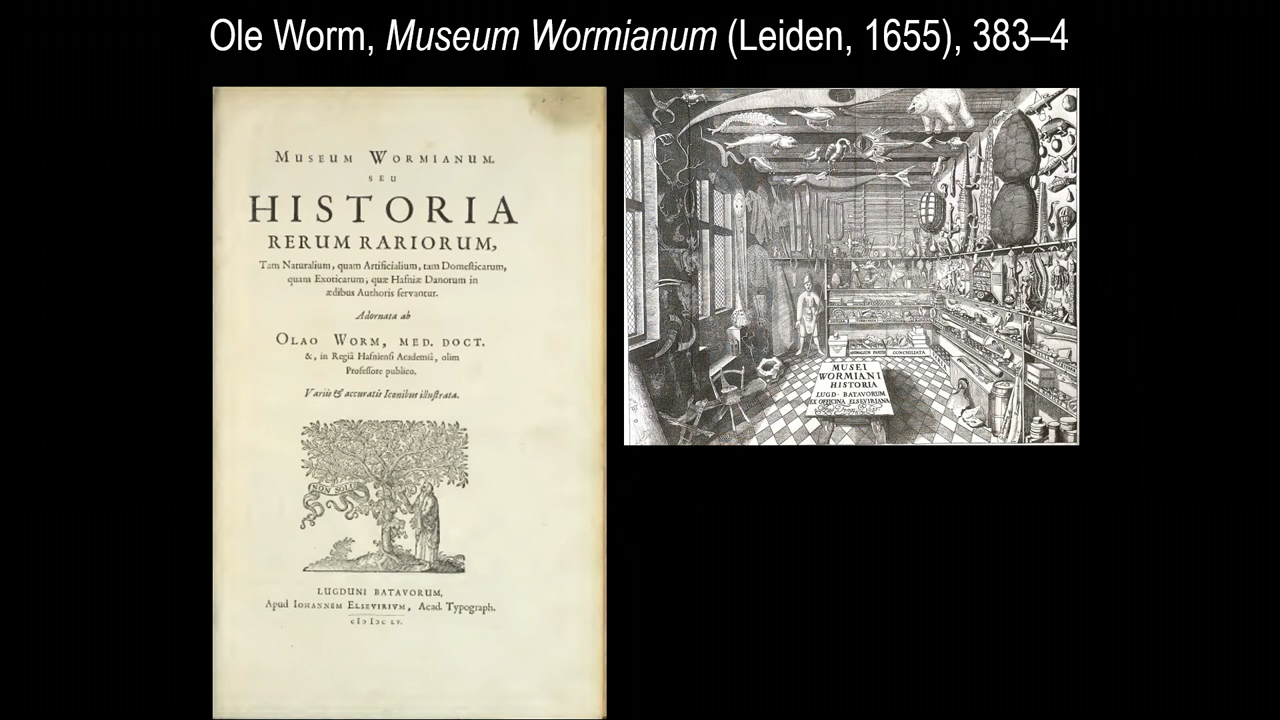 Ole Worm, Museum Wormianum (Leiden, 1655), 383–4
MUSEUM WORMIANUM.
SEU
HISTORIA
RERUM RARIORUM,
Tam Naturalium, quam Artificialium, tam Domesticarum,
quam Exoticarum, quæ Hafniæ Danorum in
ædibus Authoris servantur.
Adornata ab
OLAO WORM, MED. DOCT.
&, in Regiâ Hafniensi Academiâ, olim
Professore publico.
Variis & accuratis Iconibus illustrata.
NON SOLUS
LUGDUNI BATAVORUM,
Apud IOHANNEM ELSEVIRIVM, Acad. Typograph.
cIɔ Iɔc LV.
CONCHILIATA
MUSEI
WORMIANI
HISTORIA
LUGD-BATAVORUM
EX OFFICINA ELSEVIRIANA